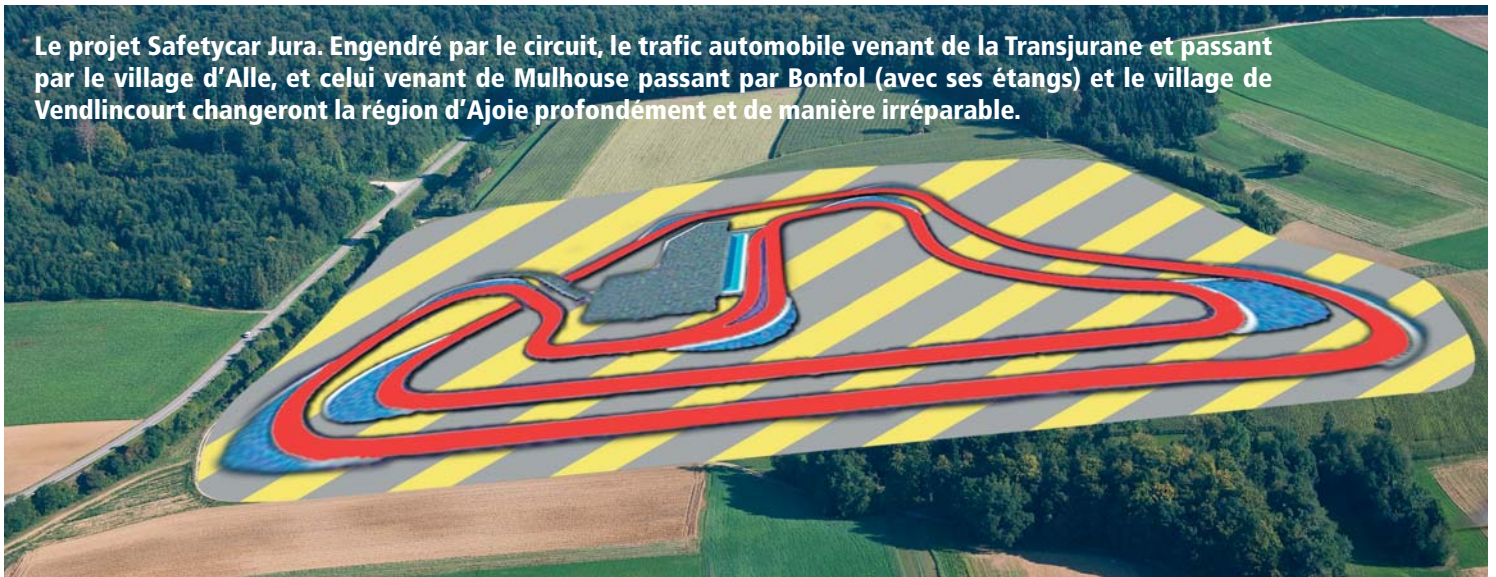 Le projet Safetycar Jura. Engendré par le circuit, le trafic automobile venant de la Transjurane et passant
par le village d'Alle, et celui venant de Mulhouse passant par Bonfol (avec ses étangs) et le village de
Vendlincourt changeront la région d'Ajoie profondément et de manière irréparable.